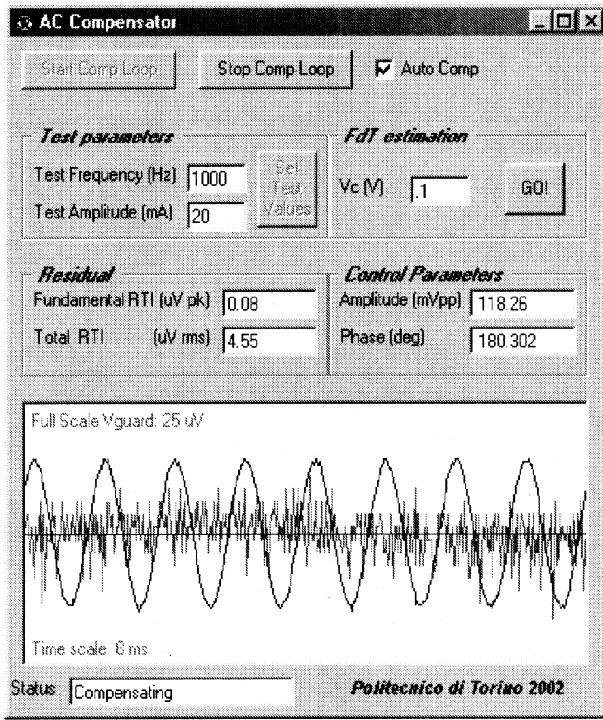 AC Compensator
Start Comp Loop Stop Comp Loop Auto Comp
Test parameters FdT estimation
Test Frequency (Hz) 1000 Set Test Values Vc (V) .1 GO!
Test Amplitude (mA) 20
Residual Control Parameters
Fundamental RTI (uV pk) 0.08 Amplitude (mVpp) 118.26
Total RTI (uV rms) 4.55 Phase (deg) 180.302
Full Scale Vguard: 25 uV
Time scale: 8 ms
Status Compensating Politecnico di Torino 2002